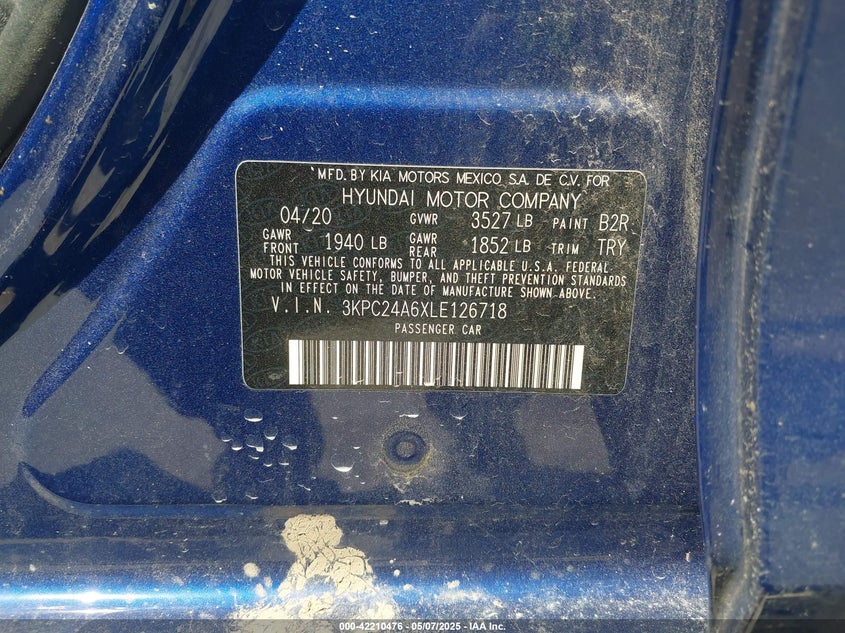 MFD. BY KIA MOTORS MEXICO S.A. DE C.V. FOR
HYUNDAI MOTOR COMPANY
04/20 GVWR 3527 LB PAINT B2R
GAWR FRONT 1940 LB GAWR REAR 1852 LB TRIM TRY
THIS VEHICLE CONFORMS TO ALL APPLICABLE U.S.A. FEDERAL
MOTOR VEHICLE SAFETY, BUMPER, AND THEFT PREVENTION STANDARDS
IN EFFECT ON THE DATE OF MANUFACTURE SHOWN ABOVE.
V.I.N. 3KPC24A6XLE126718
PASSENGER CAR
000-42210476 - 05/07/2025 - IAA Inc.